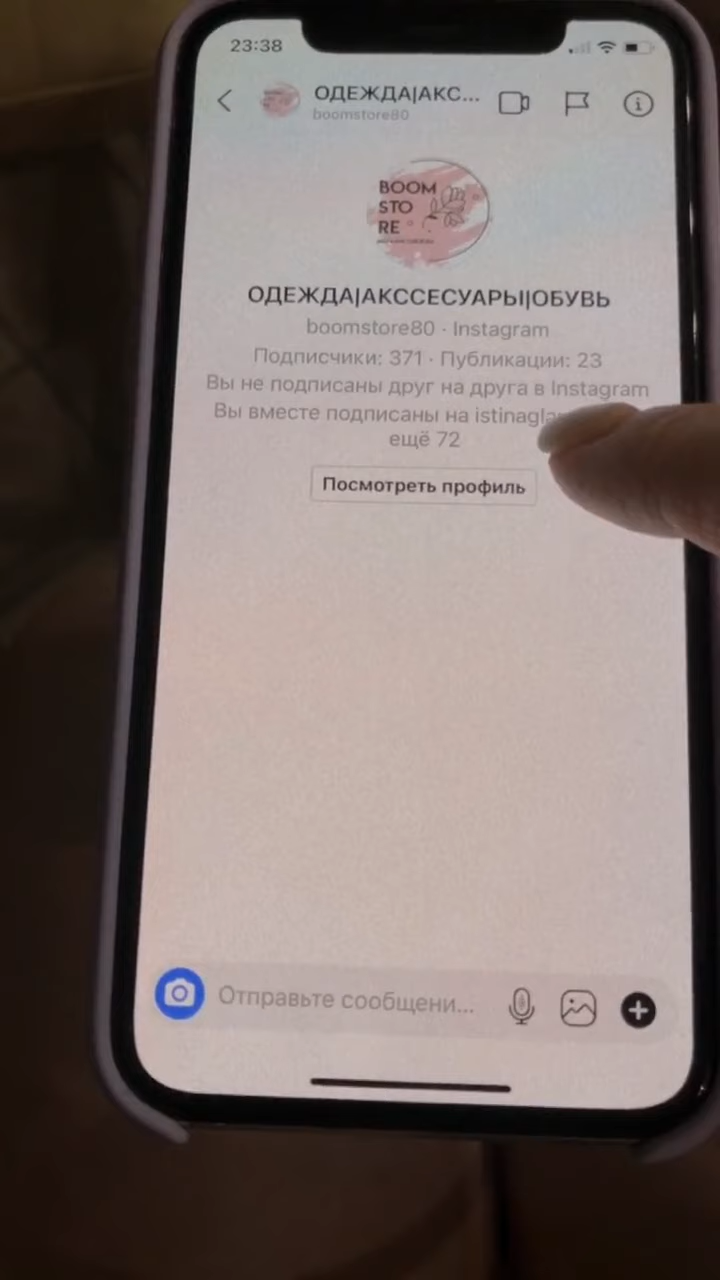 23:38
ОДЕЖДА|АКС...
boomstore80
BOOM
STO
RE
ОДЕЖДА|АКССЕСУАРЫ|ОБУВЬ
boomstore80 · Instagram
Подписчики: 371 · Публикации: 23
Вы не подписаны друг на друга в Instagram
Вы вместе подписаны на
ещё 72
Посмотреть профиль
Отправьте сообщени...